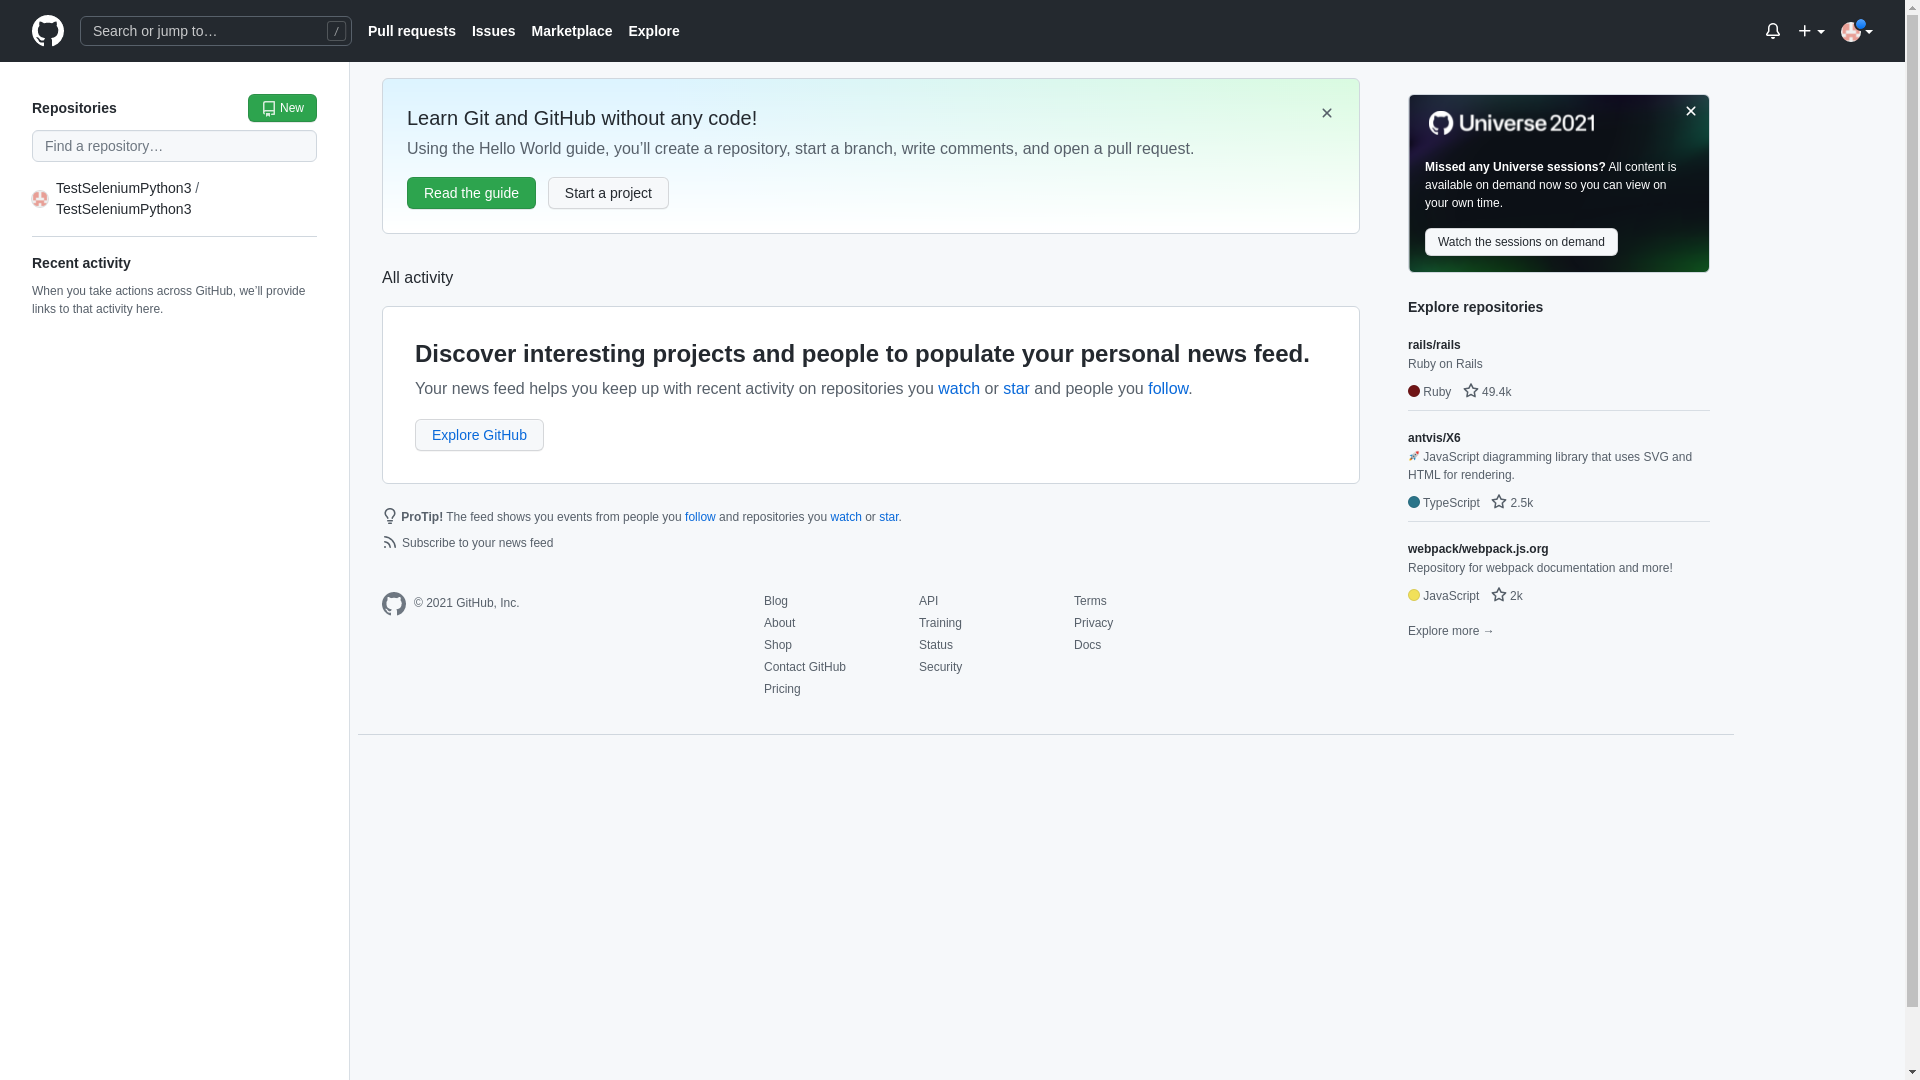 Search or jump to…
/
Pull requests
Issues
Marketplace
Explore
Repositories
New
Find a repository…
TestSeleniumPython3 /
TestSeleniumPython3
Recent activity
When you take actions across GitHub, we’ll provide
links to that activity here.
Learn Git and GitHub without any code!
Using the Hello World guide, you’ll create a repository, start a branch, write comments, and open a pull request.
Read the guide
Start a project
All activity
Discover interesting projects and people to populate your personal news feed.
Your news feed helps you keep up with recent activity on repositories you watch or star and people you follow.
Explore GitHub
ProTip! The feed shows you events from people you follow and repositories you watch or star.
Subscribe to your news feed
© 2021 GitHub, Inc.
Blog
About
Shop
Contact GitHub
Pricing
API
Training
Status
Security
Terms
Privacy
Docs
Universe 2021
Missed any Universe sessions? All content is
available on demand now so you can view on
your own time.
Watch the sessions on demand
Explore repositories
rails/rails
Ruby on Rails
Ruby 49.4k
antvis/X6
🚀 JavaScript diagramming library that uses SVG and
HTML for rendering.
TypeScript 2.5k
webpack/webpack.js.org
Repository for webpack documentation and more!
JavaScript 2k
Explore more →